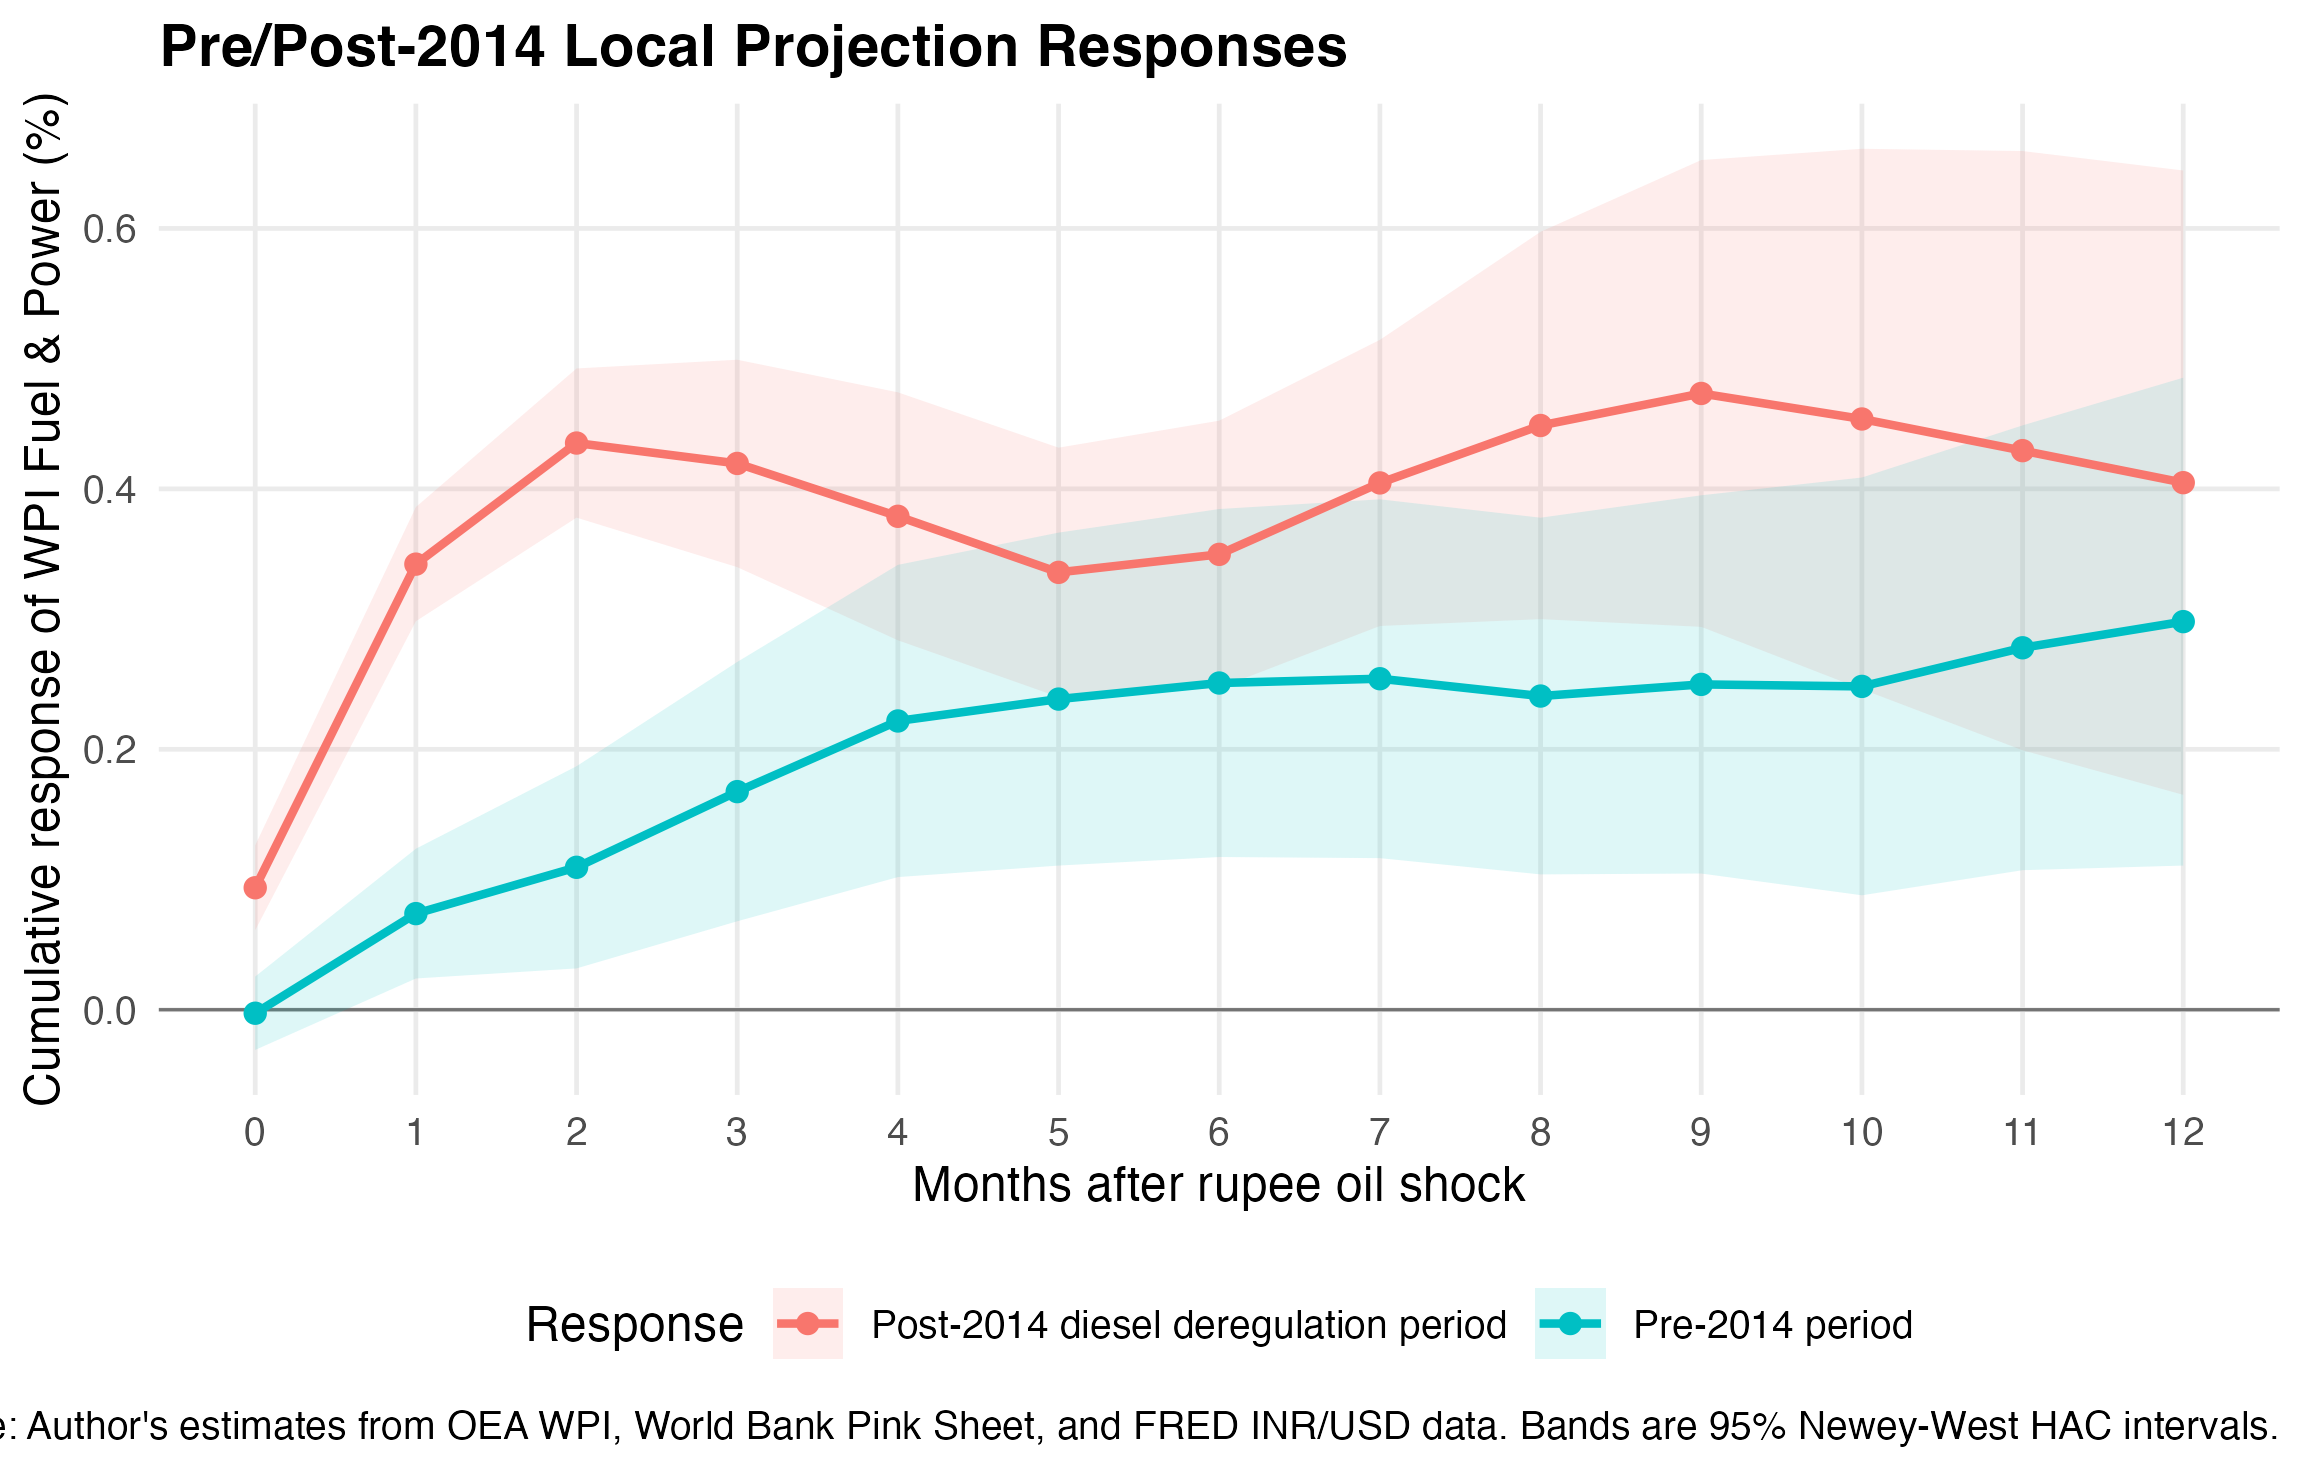 Pre/Post-2014 Local Projection Responses
Cumulative response of WPI Fuel & Power (%)
0.6
0.4
0.2
0.0
0 1 2 3 4 5 6 7 8 9 10 11 12
Months after rupee oil shock
Response Post-2014 diesel deregulation period Pre-2014 period
e: Author's estimates from OEA WPI, World Bank Pink Sheet, and FRED INR/USD data. Bands are 95% Newey-West HAC intervals.